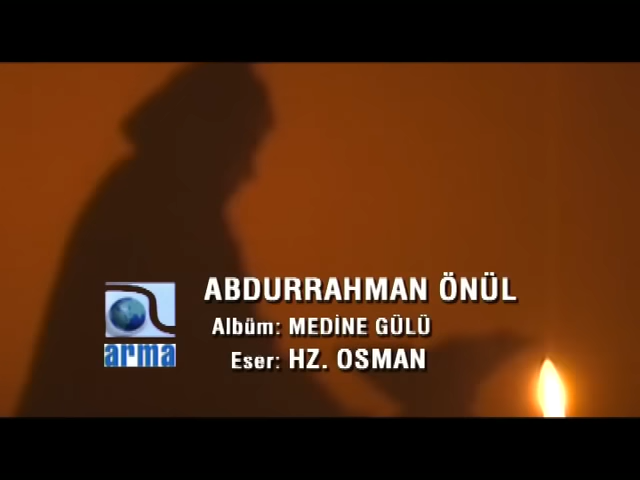 ABDURRAHMAN ÖNÜL
Albüm: MEDİNE GÜLÜ
Eser: HZ. OSMAN
arma